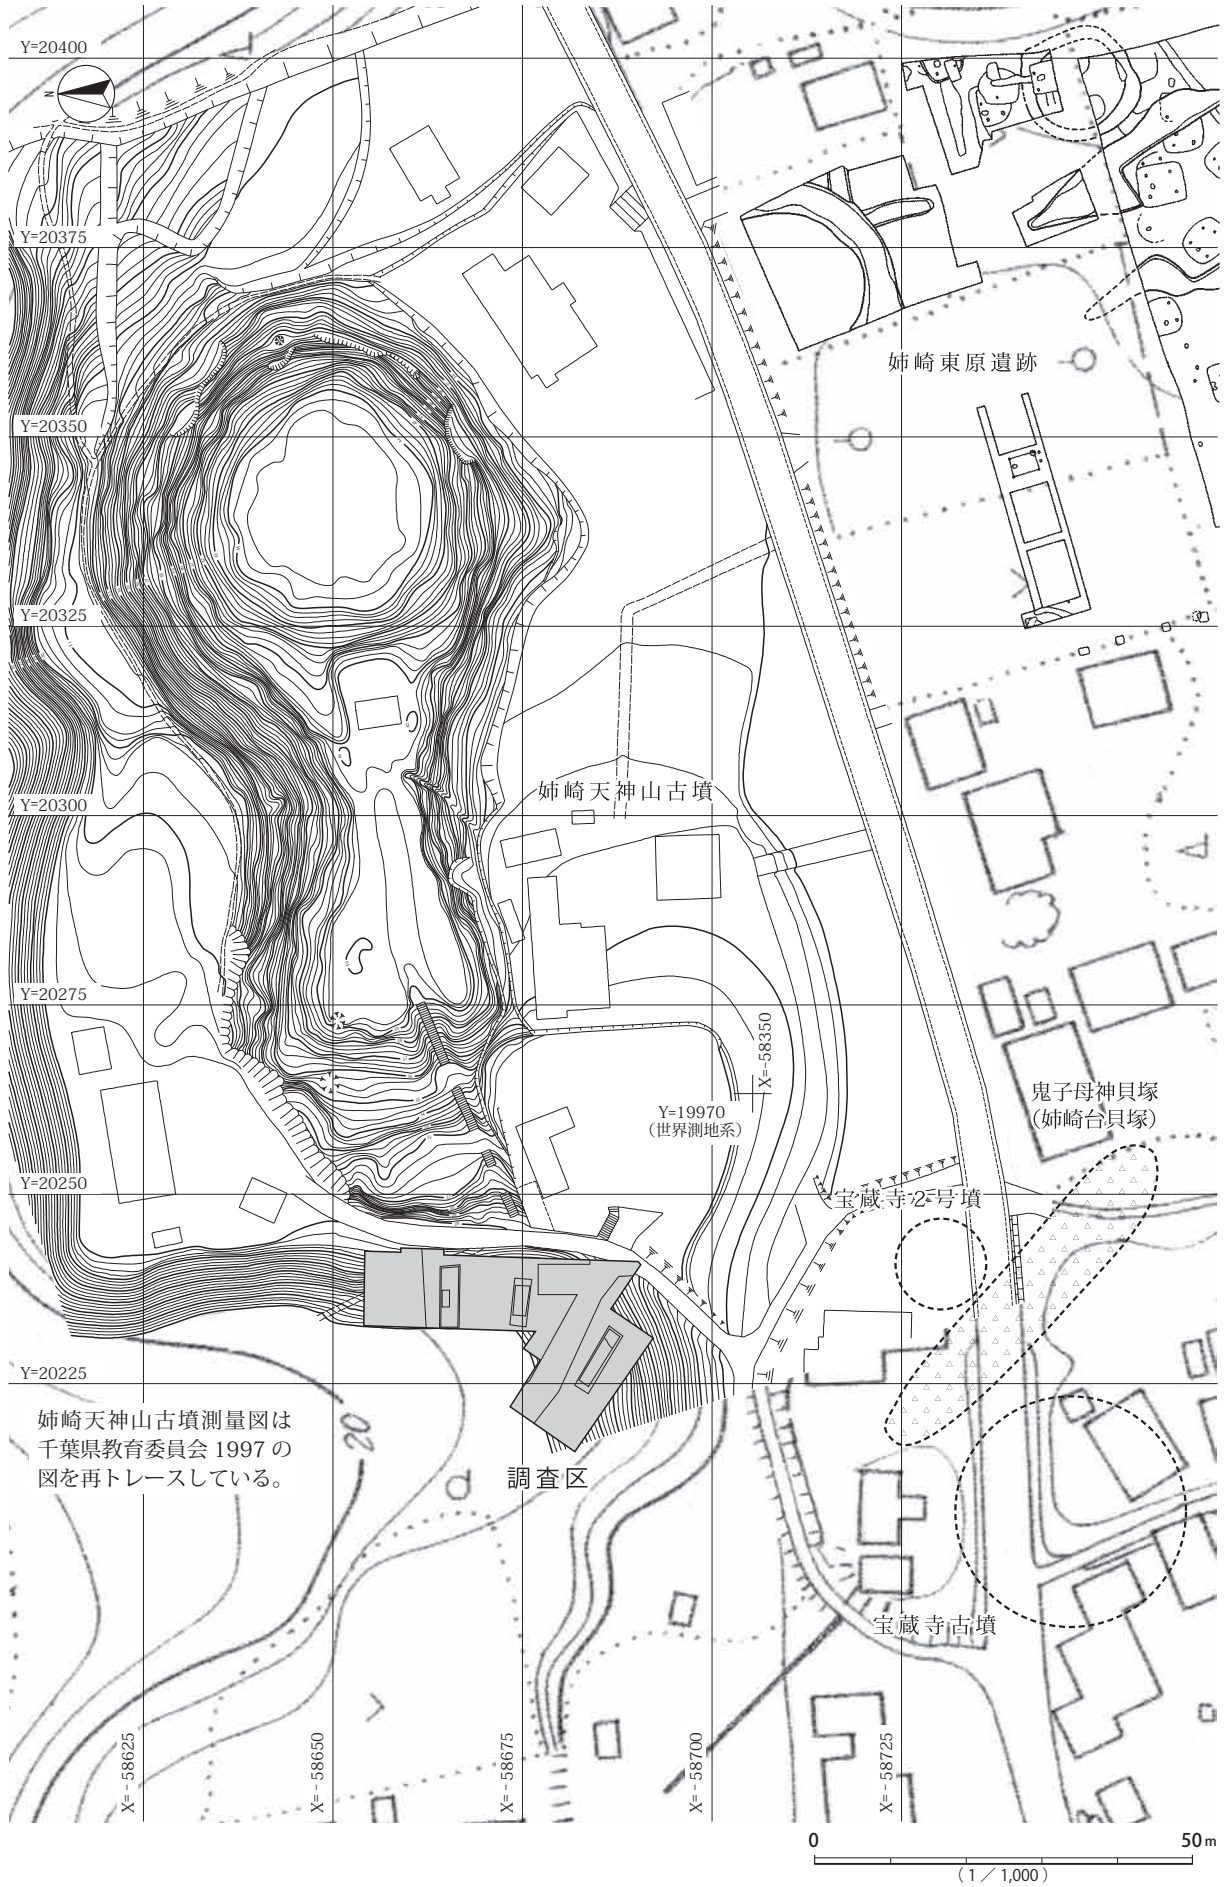 Y=20400
N
Y=20375
姉崎東原遺跡
Y=20350
Y=20325
姉崎天神山古墳
Y=20300
Y=20275
X=-58350
鬼子母神貝塚
（姉崎台貝塚）
Y=19970
（世界測地系）
Y=20250
宝蔵寺２号墳
Y=20225
姉崎天神山古墳測量図は
千葉県教育委員会 1997 の
図を再トレースしている。
20
調査区
宝蔵寺古墳
X=－58625
X=－58650
X=－58675
X=－58700
X=－58725
0 50 m
（1／1,000）